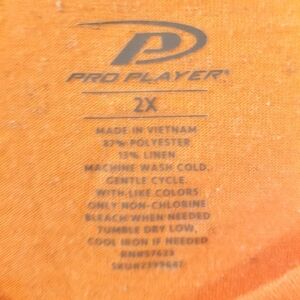 PRO PLAYER®
2X
MADE IN VIETNAM
87% POLYESTER
13% LINEN
MACHINE WASH COLD,
GENTLE CYCLE,
WITH LIKE COLORS
ONLY NON-CHLORINE
BLEACH WHEN NEEDED
TUMBLE DRY LOW,
COOL IRON IF NEEDED